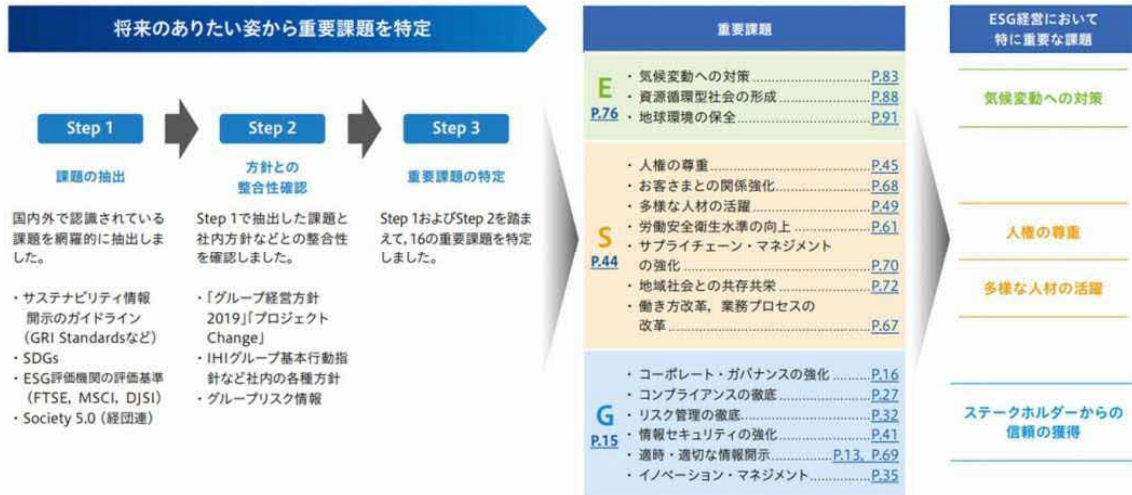 将来のありたい姿から重要課題を特定
Step 1
課題の抽出
国内外で認識されている
課題を網羅的に抽出しま
した。
・サステナビリティ情報
開示のガイドライン
(GRI Standardsなど)
・SDGs
・ESG評価機関の評価基準
(FTSE, MSCI, DJSI)
・Society 5.0 (経団連)
Step 2
方針との
整合性確認
Step 1で抽出した課題と
社内方針などとの整合性
を確認しました。
・「グループ経営方針
2019」「プロジェクト
Change」
・IHIグループ基本行動指
針など社内の各種方針
・グループリスク情報
Step 3
重要課題の特定
Step 1およびStep 2を踏ま
えて, 16の重要課題を特定
しました。
重要課題
E
P.76
・気候変動への対策 P.83
・資源循環型社会の形成 P.88
・地球環境の保全 P.91
S
P.44
・人権の尊重 P.45
・お客さまとの関係強化 P.68
・多様な人材の活躍 P.49
・労働安全衛生水準の向上 P.61
・サプライチェーン・マネジメント
の強化 P.70
・地域社会との共存共栄 P.72
・働き方改革, 業務プロセスの
改革 P.67
G
P.15
・コーポレート・ガバナンスの強化 P.16
・コンプライアンスの徹底 P.27
・リスク管理の徹底 P.32
・情報セキュリティの強化 P.41
・適時・適切な情報開示 P.13, P.69
・イノベーション・マネジメント P.35
ESG経営において
特に重要な課題
気候変動への対策
人権の尊重
多様な人材の活躍
ステークホルダーからの
信頼の獲得